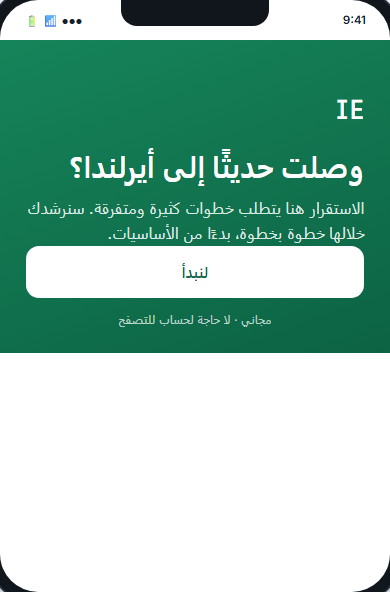 9:41
IE
وصلت حديثًا إلى أيرلندا؟
الاستقرار هنا يتطلب خطوات كثيرة ومتفرقة. سنرشدك
خلالها خطوة بخطوة، بدءًا من الأساسيات.
لنبدأ
مجاني · لا حاجة لحساب للتصفح